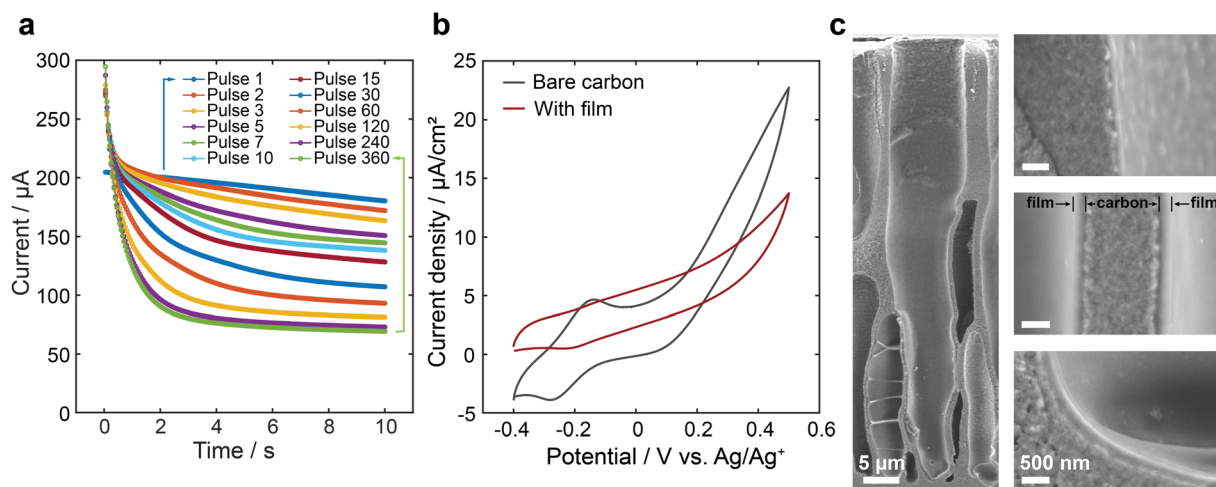 a
300
250
200
150
100
50
0
Current / μA
0 2 4 6 8 10
Time / s
Pulse 1
Pulse 2
Pulse 3
Pulse 5
Pulse 7
Pulse 10
Pulse 15
Pulse 30
Pulse 60
Pulse 120
Pulse 240
Pulse 360
b
25
20
15
10
5
0
-5
Current density / μA/cm²
-0.4 -0.2 0 0.2 0.4 0.6
Potential / V vs. Ag/Ag⁺
Bare carbon
With film
c
5 μm
film carbon film
500 nm